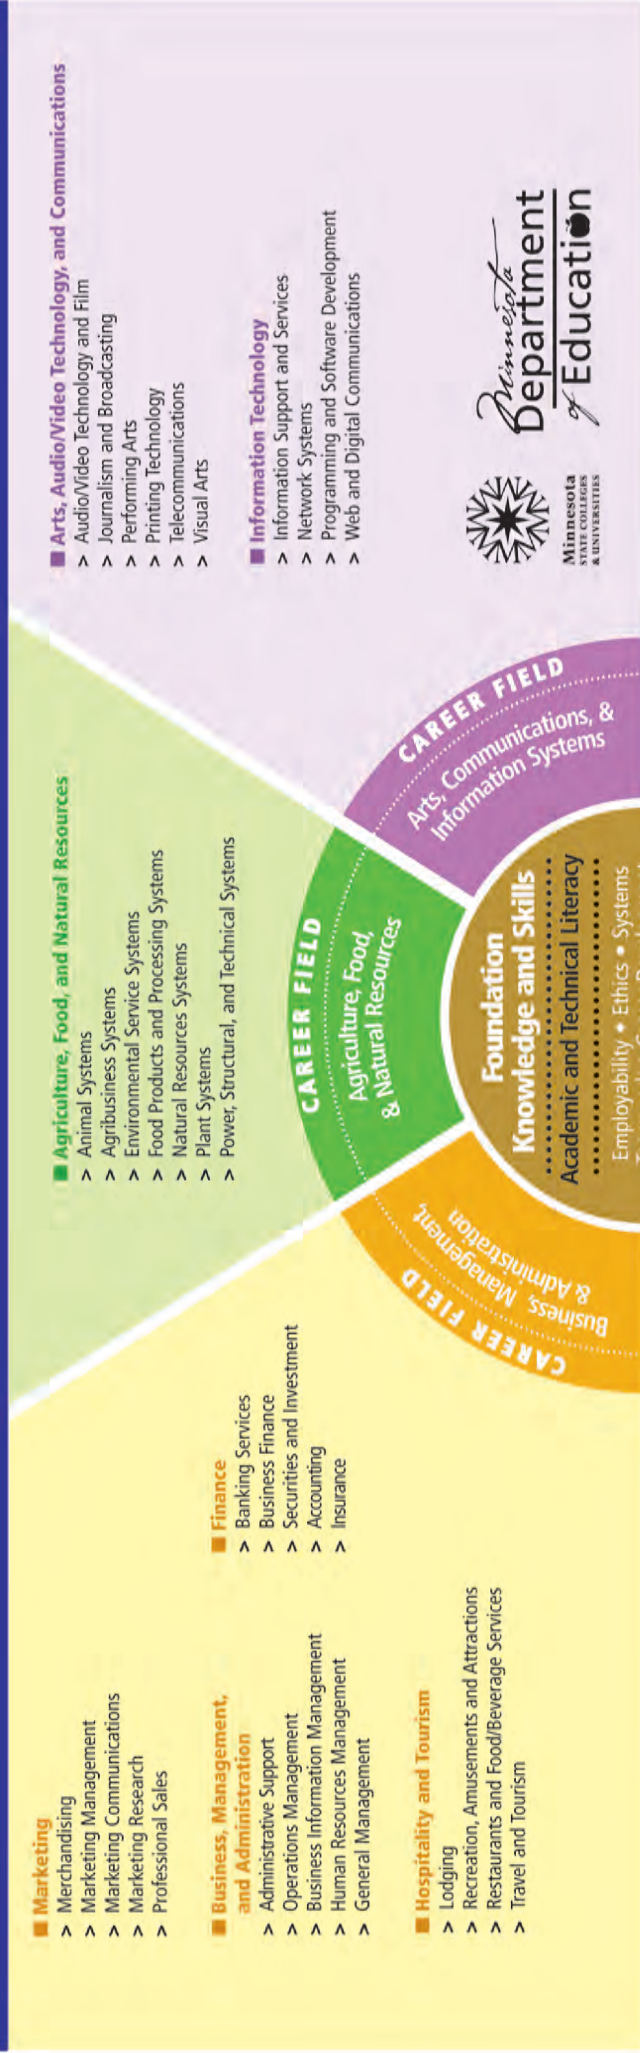 Marketing
> Merchandising
> Marketing Management
> Marketing Communications
> Marketing Research
> Professional Sales
Business, Management,
and Administration
> Administrative Support
> Operations Management
> Business Information Management
> Human Resources Management
> General Management
Finance
> Banking Services
> Business Finance
> Securities and Investment
> Accounting
> Insurance
Hospitality and Tourism
> Lodging
> Recreation, Amusements and Attractions
> Restaurants and Food/Beverage Services
> Travel and Tourism
Agriculture, Food, and Natural Resources
> Animal Systems
> Agribusiness Systems
> Environmental Service Systems
> Food Products and Processing Systems
> Natural Resources Systems
> Plant Systems
> Power, Structural, and Technical Systems
Arts, Audio/Video Technology, and Communications
> Audio/Video Technology and Film
> Journalism and Broadcasting
> Performing Arts
> Printing Technology
> Telecommunications
> Visual Arts
Information Technology
> Information Support and Services
> Network Systems
> Programming and Software Development
> Web and Digital Communications
CAREER FIELD
Business, Management,
& Administration
CAREER FIELD
Agriculture, Food,
& Natural Resources
CAREER FIELD
Arts, Communications, &
Information Systems
Foundation
Knowledge and Skills
Academic and Technical Literacy
Employability • Ethics • Systems
Minnesota
STATE COLLEGES
& UNIVERSITIES
Minnesota
Department
of Education